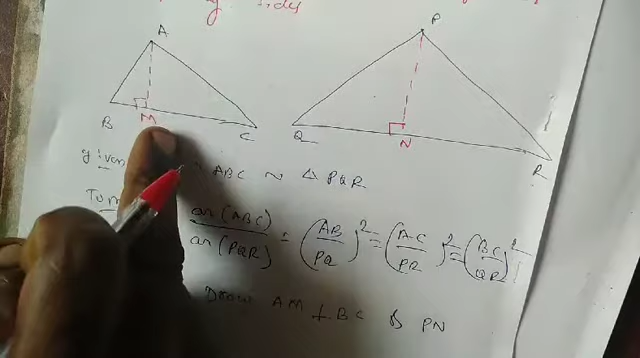 A
P
B
M
C
Q
N
R
given ABC ~ △ PQR
ar(ABC)/ar(PQR) = (AB/PQ)² = (AC/PR)² = (BC/QR)²
Draw AM ⊥ BC & PN